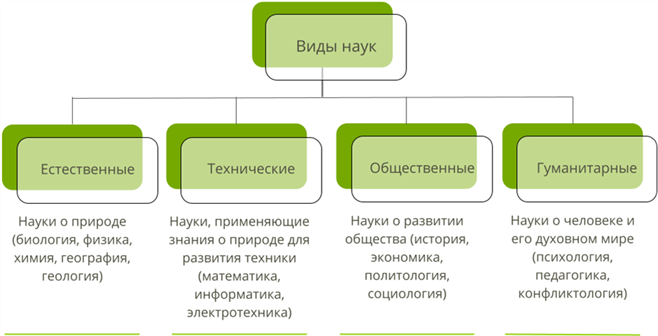 Виды наук
Естественные
Технические
Общественные
Гуманитарные
Науки о природе
(биология, физика,
химия, география,
геология)
Науки, применяющие
знания о природе для
развития техники
(математика,
информатика,
электротехника)
Науки о развитии
общества (история,
экономика,
политология,
социология)
Науки о человеке и
его духовном мире
(психология,
педагогика,
конфликтология)